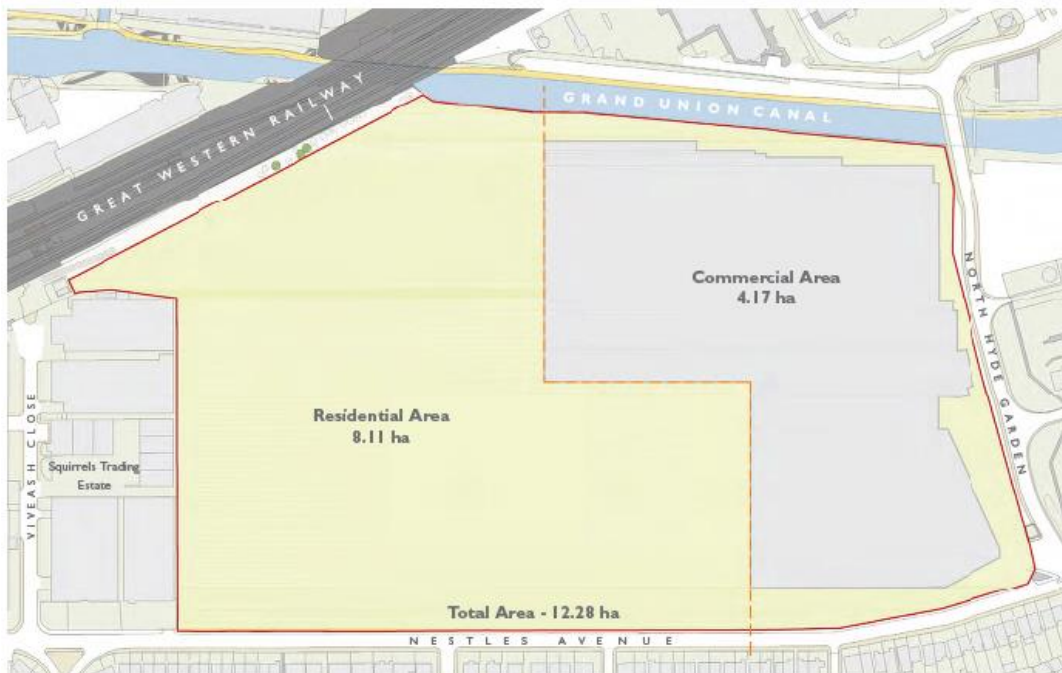 GREAT WESTERN RAILWAY
GRAND UNION CANAL
Commercial Area
4.17 ha
NORTH HYDE GARDEN
Residential Area
8.11 ha
VIVEASH CLOSE
Squirrels Trading
Estate
Total Area - 12.28 ha
NESTLES AVENUE